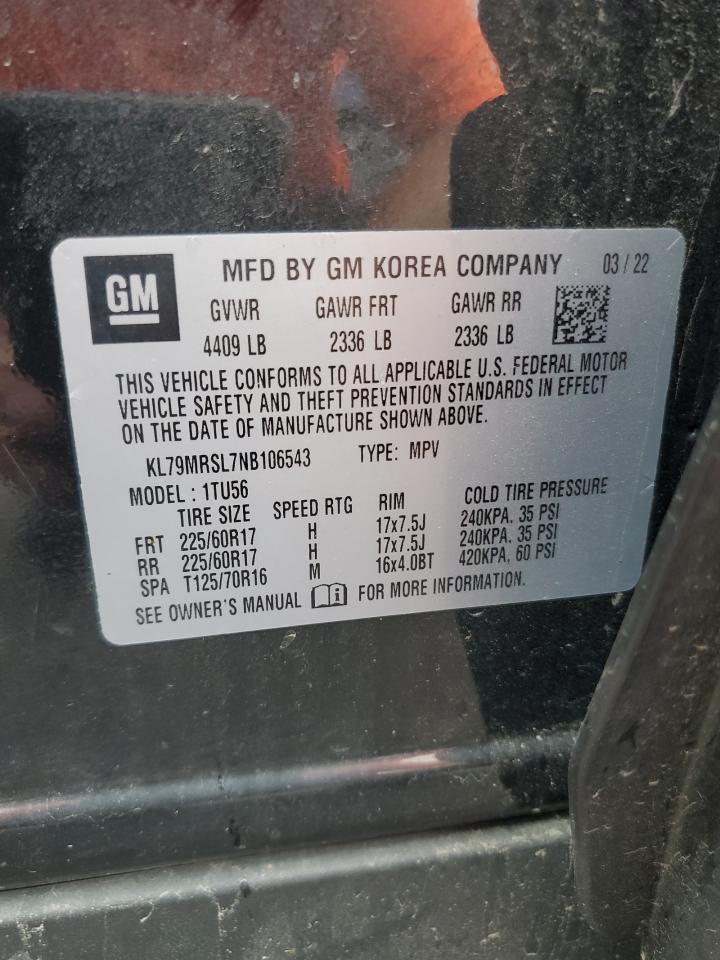 GM MFD BY GM KOREA COMPANY 03 / 22
GVWR GAWR FRT GAWR RR
4409 LB 2336 LB 2336 LB
THIS VEHICLE CONFORMS TO ALL APPLICABLE U.S. FEDERAL MOTOR
VEHICLE SAFETY AND THEFT PREVENTION STANDARDS IN EFFECT
ON THE DATE OF MANUFACTURE SHOWN ABOVE.
KL79MRSL7NB106543 TYPE: MPV
MODEL : 1TU56
TIRE SIZE SPEED RTG RIM COLD TIRE PRESSURE
FRT 225/60R17 H 17x7.5J 240KPA, 35 PSI
RR 225/60R17 H 17x7.5J 240KPA, 35 PSI
SPA T125/70R16 M 16x4.0BT 420KPA, 60 PSI
SEE OWNER'S MANUAL FOR MORE INFORMATION.